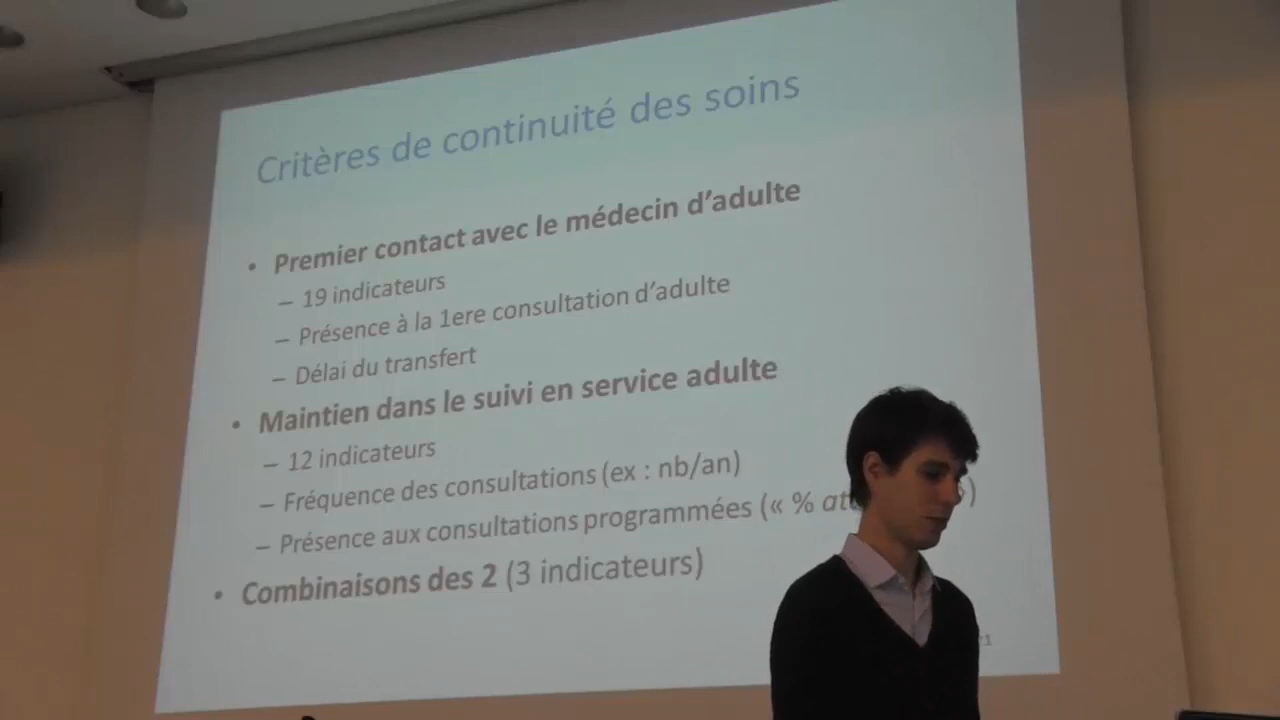 Critères de continuité des soins
• Premier contact avec le médecin d’adulte
– 19 indicateurs
– Présence à la 1ere consultation d’adulte
– Délai du transfert
• Maintien dans le suivi en service adulte
– 12 indicateurs
– Fréquence des consultations (ex : nb/an)
– Présence aux consultations programmées (« %
• Combinaisons des 2 (3 indicateurs)